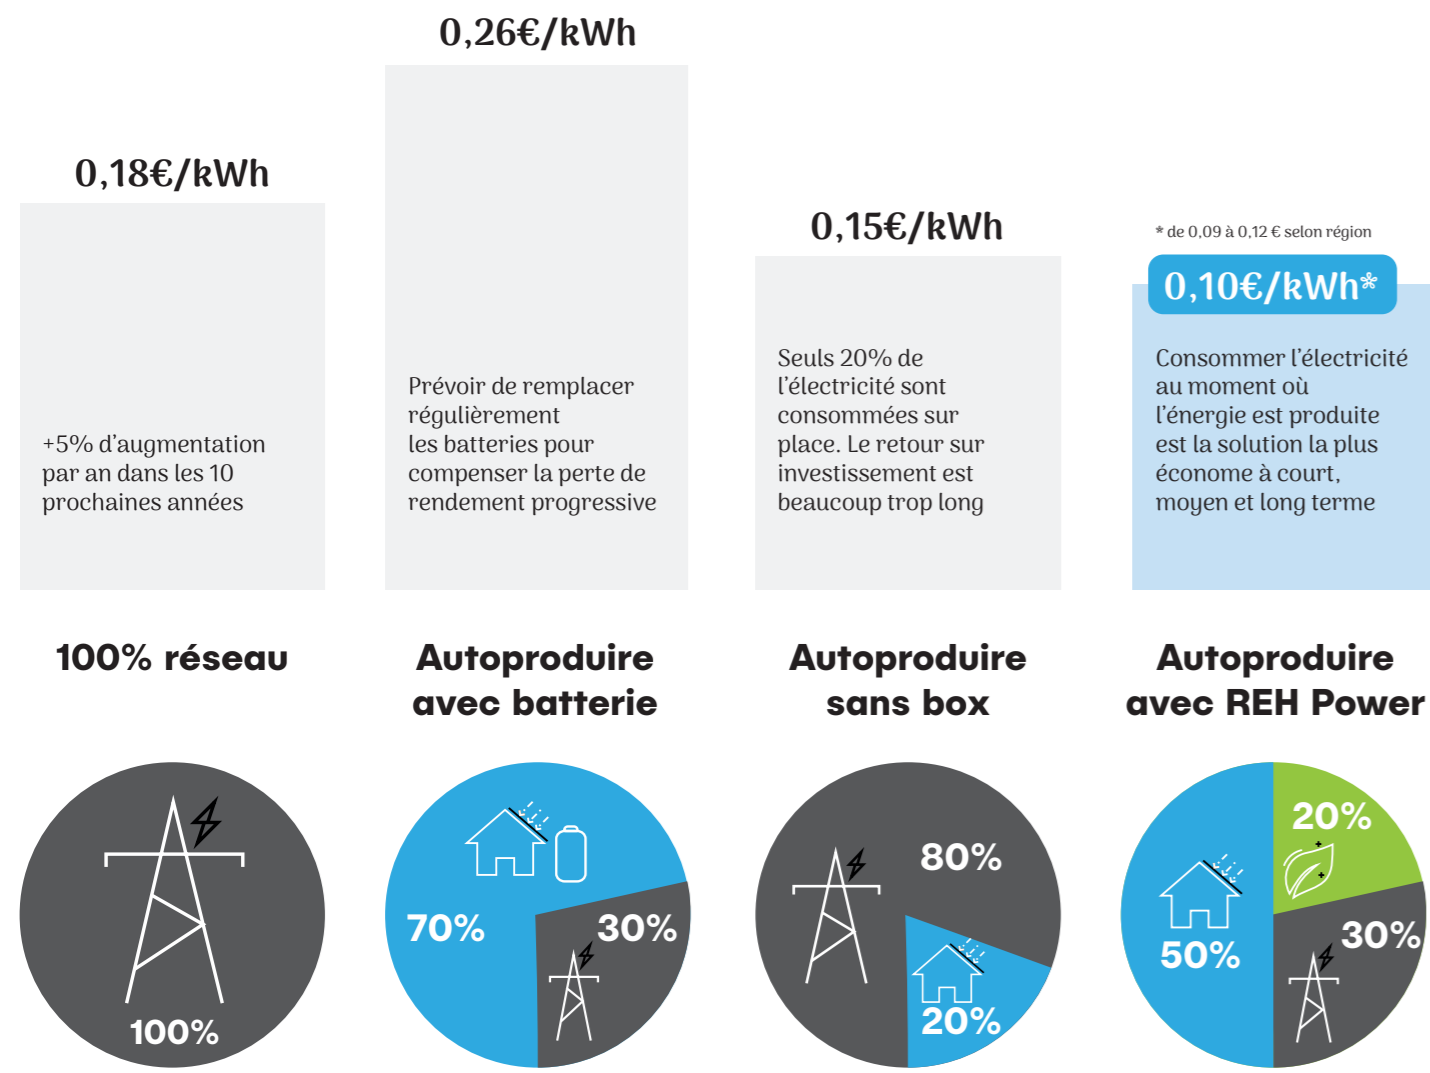 0,18€/kWh
+5% d’augmentation
par an dans les 10
prochaines années
0,26€/kWh
Prévoir de remplacer
régulièrement
les batteries pour
compenser la perte de
rendement progressive
0,15€/kWh
Seuls 20% de
l’électricité sont
consommées sur
place. Le retour sur
investissement est
beaucoup trop long
* de 0,09 à 0,12 € selon région
0,10€/kWh*
Consommer l’électricité
au moment où
l’énergie est produite
est la solution la plus
économe à court,
moyen et long terme
100% réseau
Autoproduire
avec batterie
Autoproduire
sans box
Autoproduire
avec REH Power
100%
70%
30%
80%
20%
20%
50%
30%